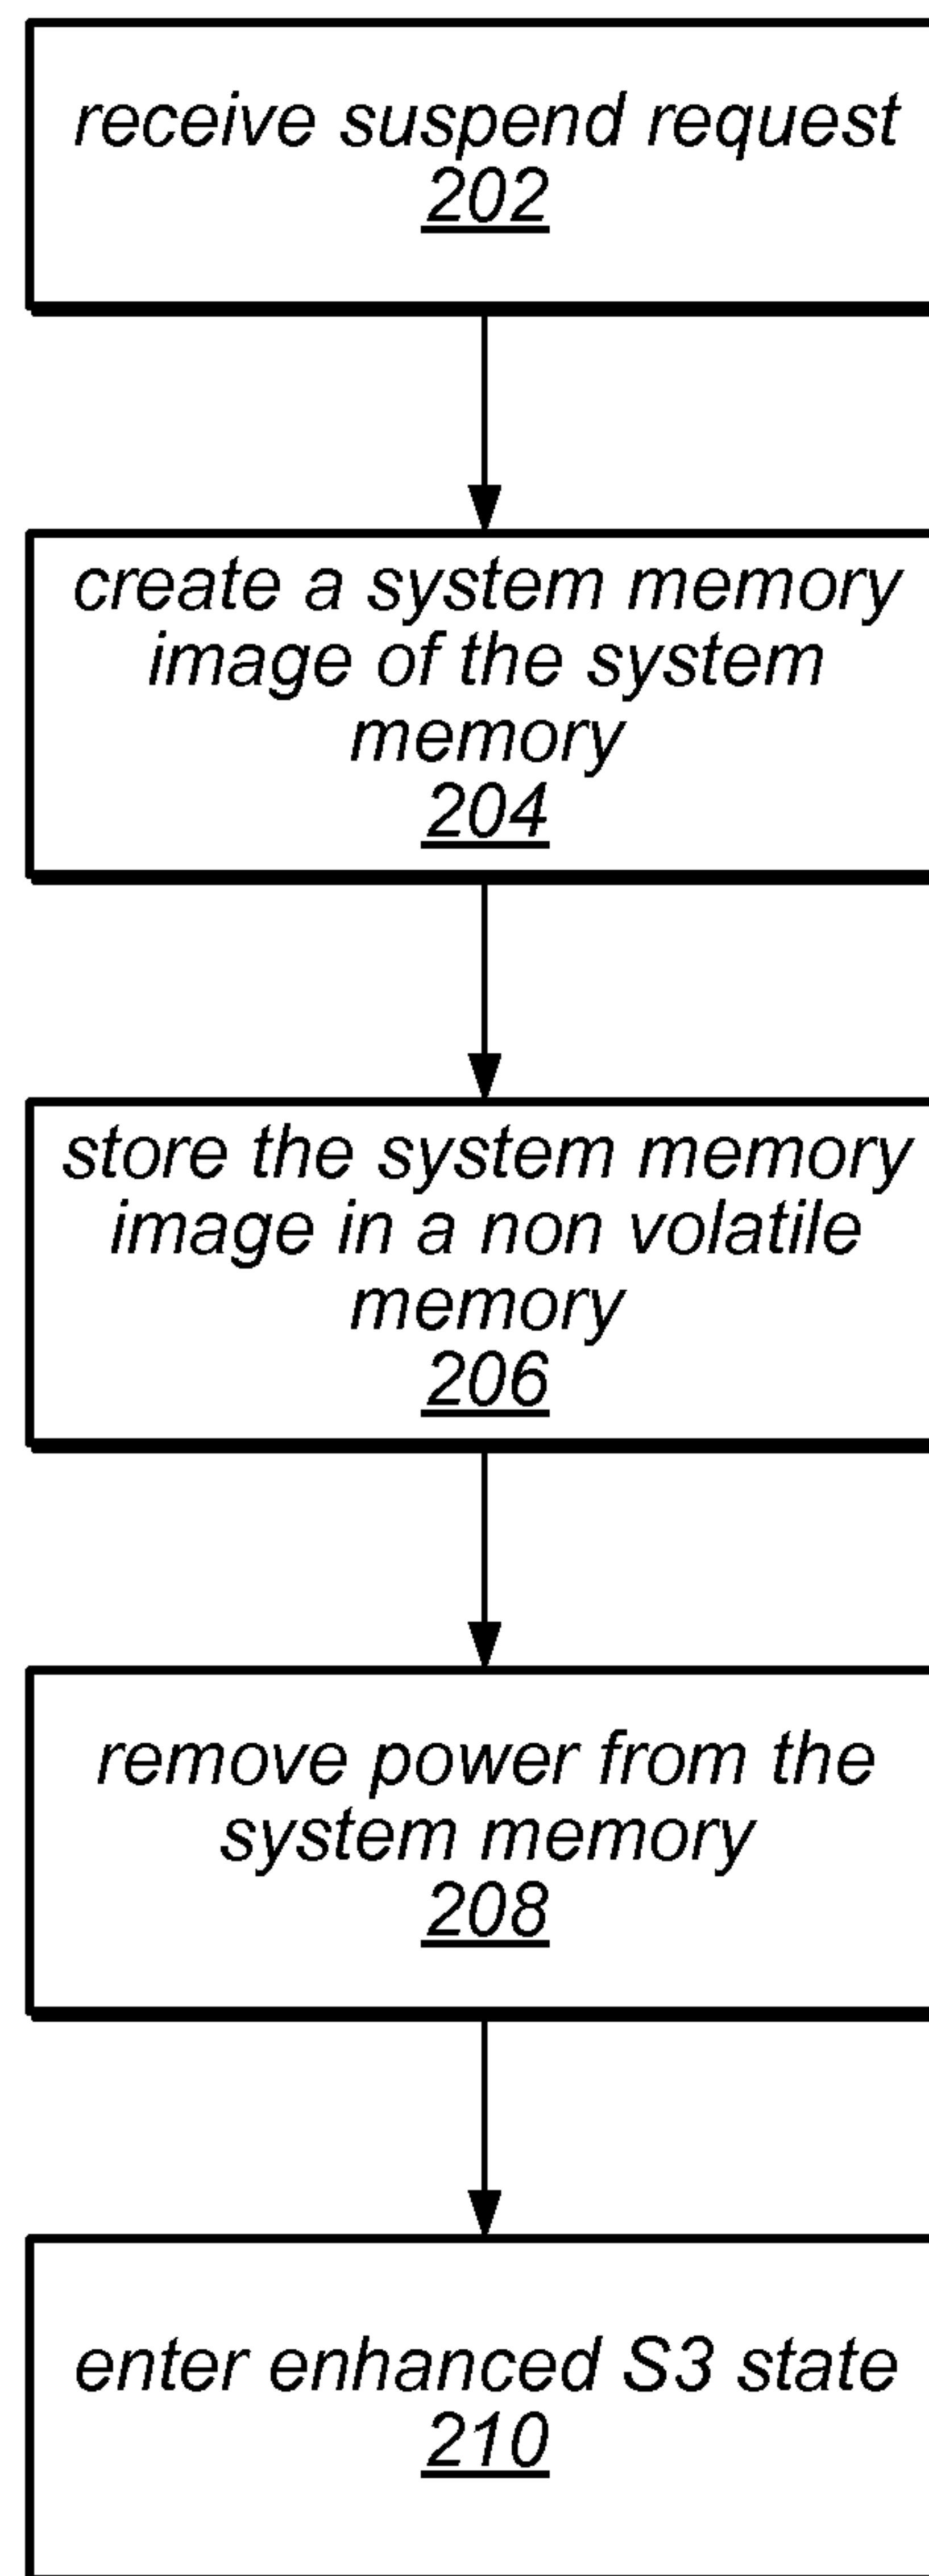 receive suspend request
202
create a system memory
image of the system
memory
204
store the system memory
image in a non volatile
memory
206
remove power from the
system memory
208
enter enhanced S3 state
210